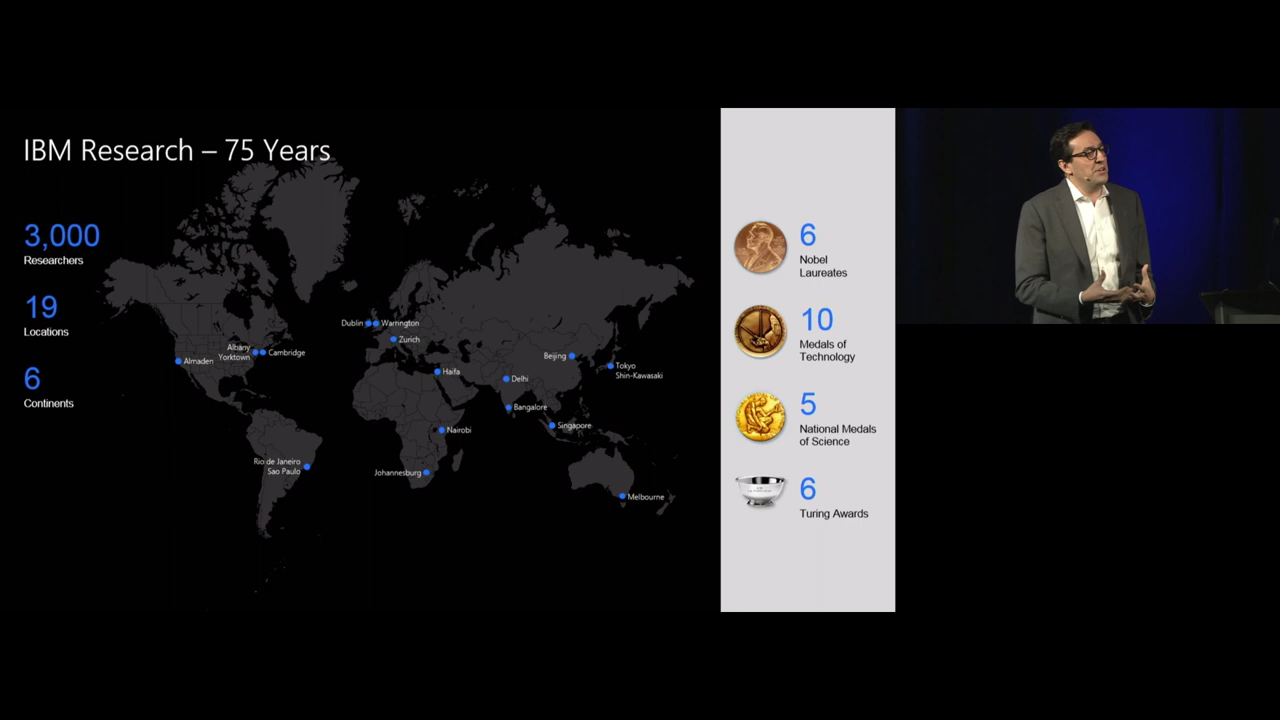 IBM Research – 75 Years
3,000
Researchers
19
Locations
6
Continents
Dublin
Warrington
Zurich
Albany
Yorktown
Cambridge
Almaden
Haifa
Beijing
Tokyo
Shin-Kawasaki
Delhi
Bangalore
Singapore
Nairobi
Rio de Janeiro
Sao Paulo
Johannesburg
Melbourne
6
Nobel
Laureates
10
Medals of
Technology
5
National Medals
of Science
6
Turing Awards